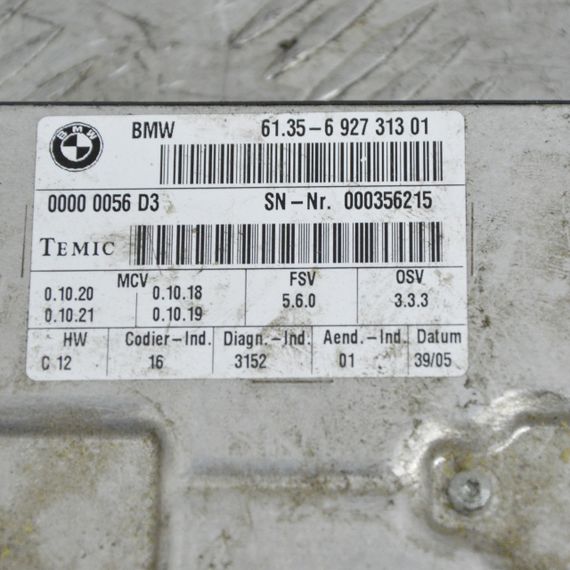 BMW
BMW 61.35-6 927 313 01
0000 0056 D3 SN-Nr. 000356215
TEMIC
MCV FSV OSV
0.10.20 0.10.18 5.6.0 3.3.3
0.10.21 0.10.19
HW Codier-Ind. Diagn.-Ind. Aend.-Ind. Datum
C 12 16 3152 01 39/05